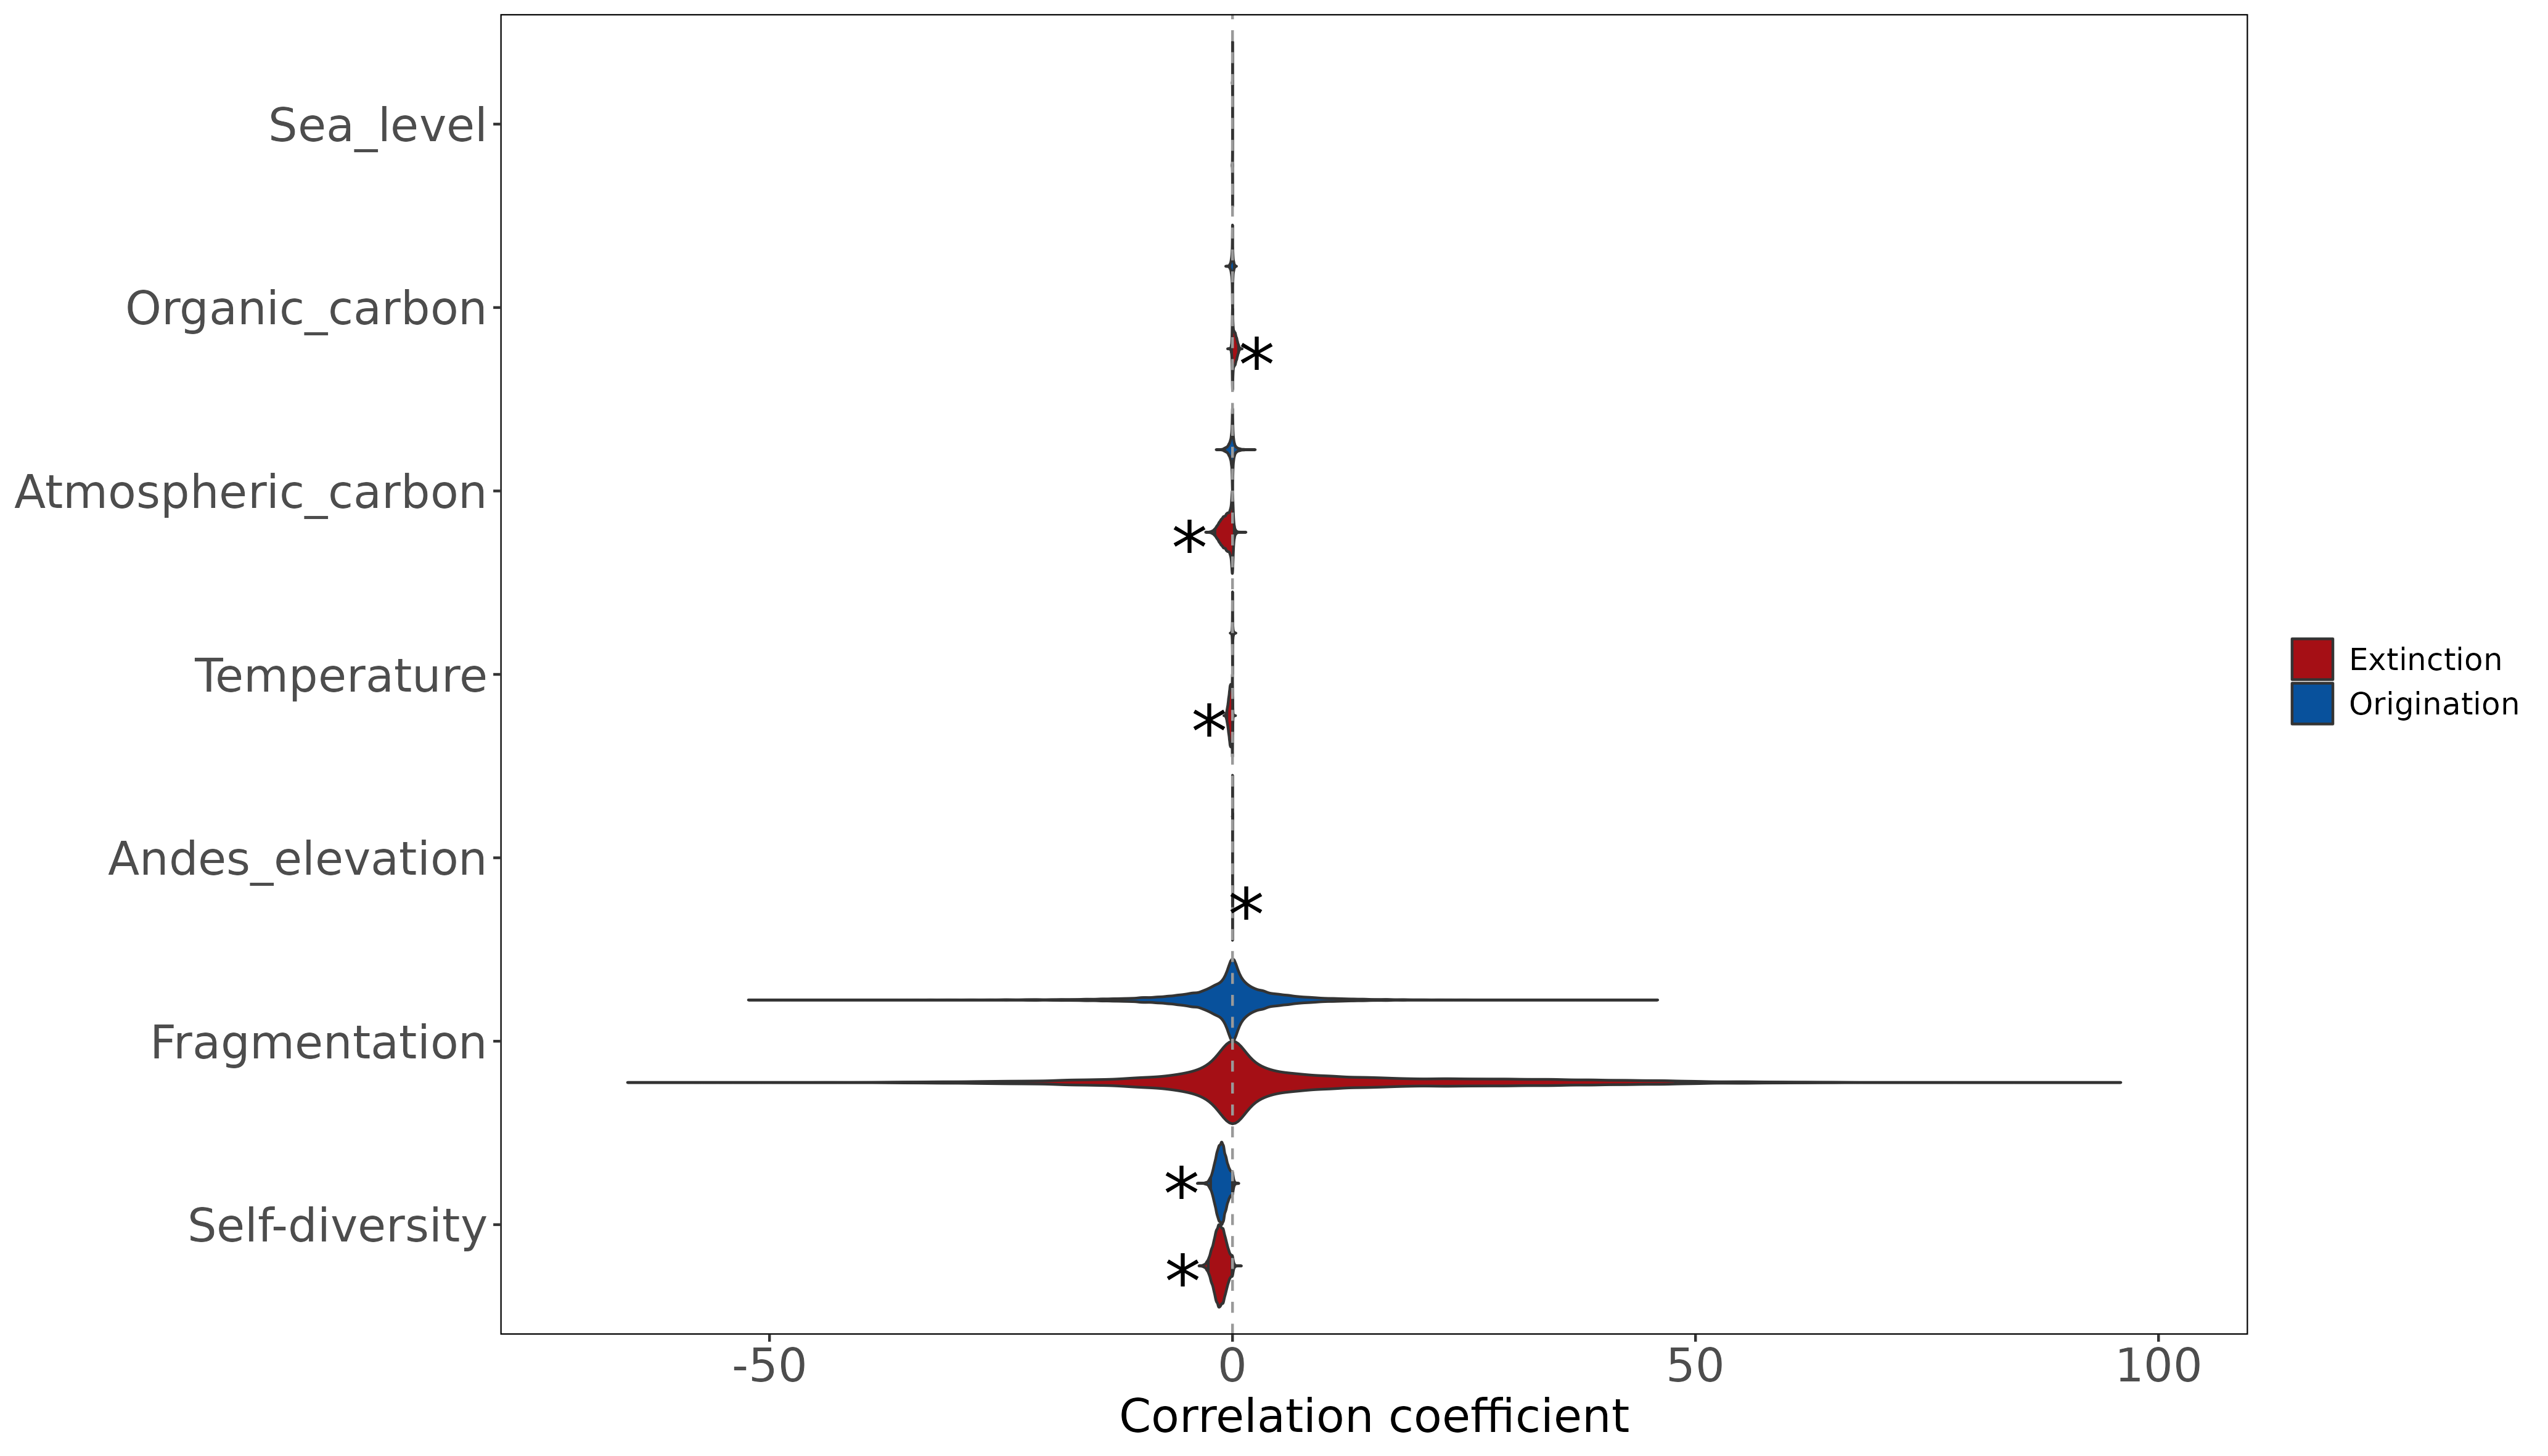 Sea_level
Organic_carbon
*
Atmospheric_carbon
*
Temperature
*
Extinction
Origination
Andes_elevation
*
Fragmentation
*
Self-diversity
*
-50 0 50 100
Correlation coefficient